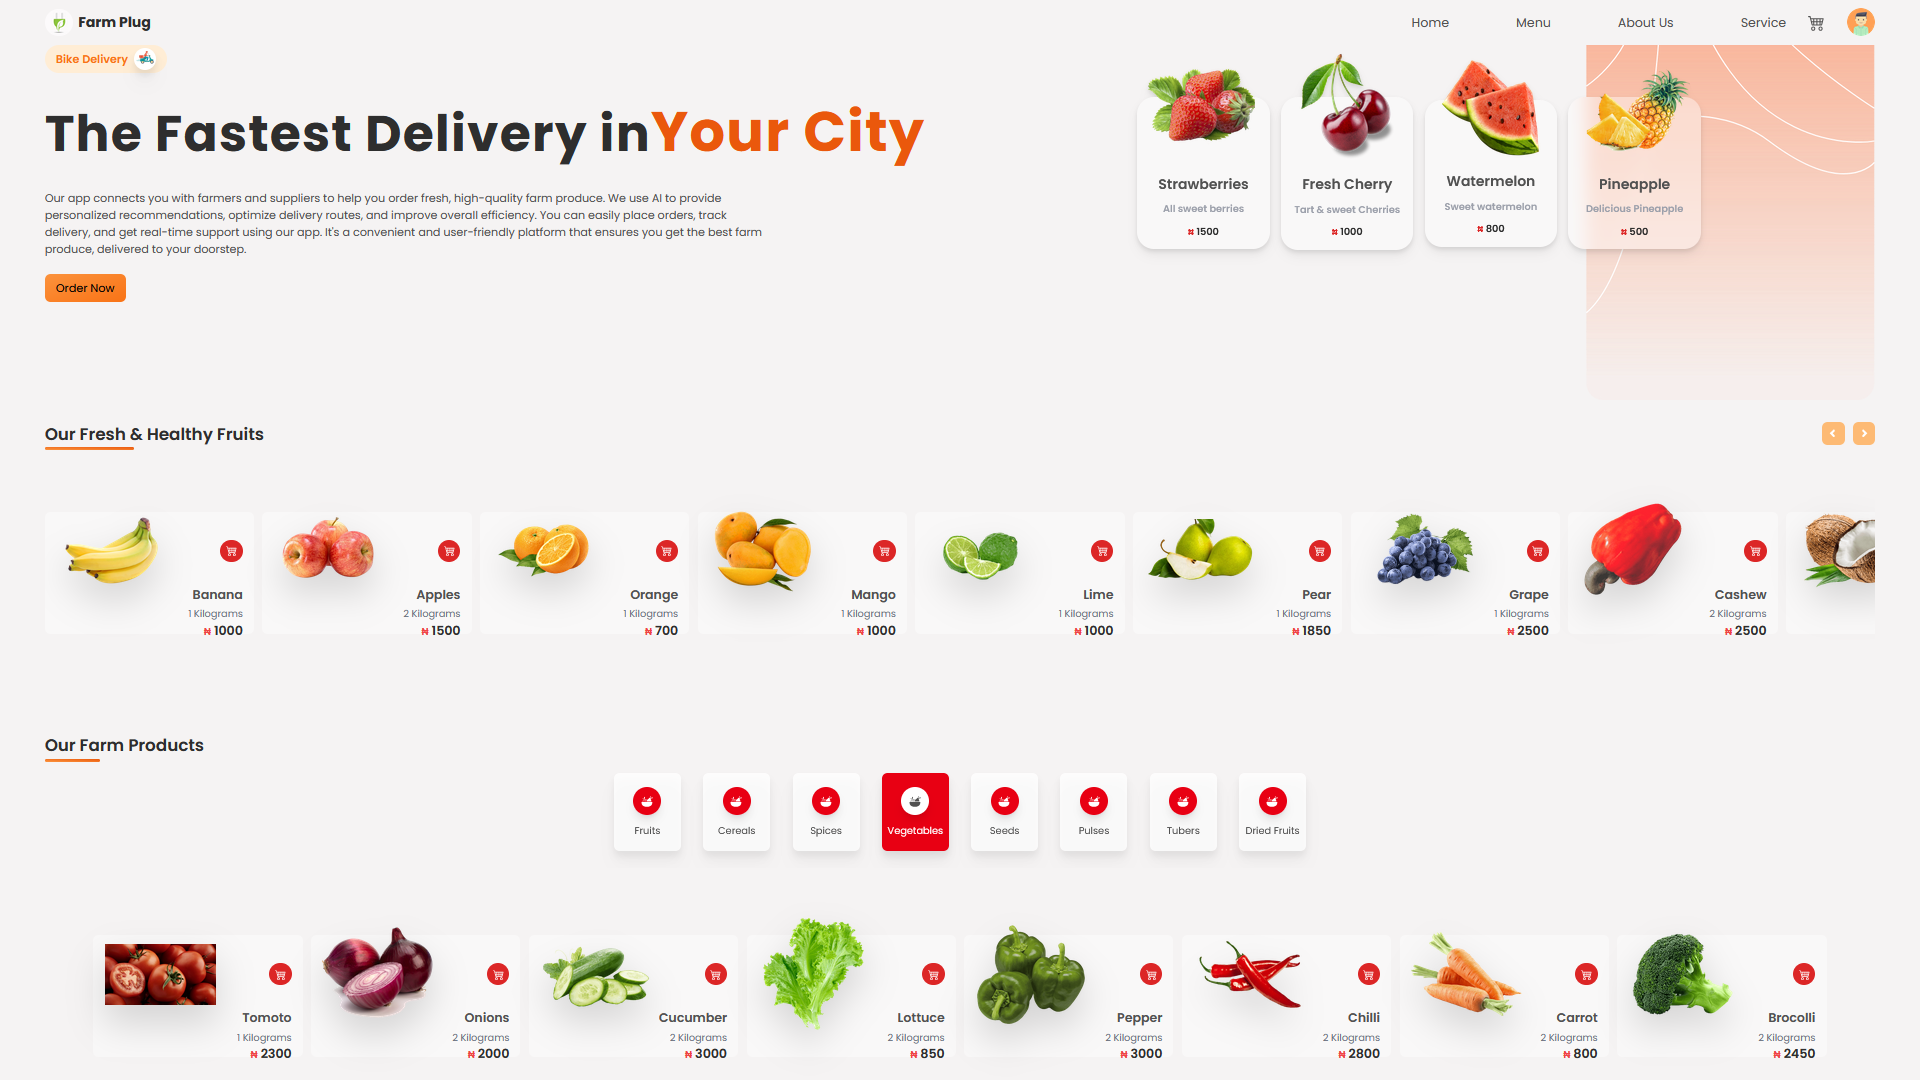 Farm Plug
Home
Menu
About Us
Service
Bike Delivery
The Fastest Delivery inYour City
Our app connects you with farmers and suppliers to help you order fresh, high-quality farm produce. We use AI to provide
personalized recommendations, optimize delivery routes, and improve overall efficiency. You can easily place orders, track
delivery, and get real-time support using our app. It's a convenient and user-friendly platform that ensures you get the best farm
produce, delivered to your doorstep.
Order Now
Strawberries
All sweet berries
₦ 1500
Fresh Cherry
Tart & sweet Cherries
₦ 1000
Watermelon
Sweet watermelon
₦ 800
Pineapple
Delicious Pineapple
₦ 500
Our Fresh & Healthy Fruits
Banana
1 Kilograms
₦ 1000
Apples
2 Kilograms
₦ 1500
Orange
1 Kilograms
₦ 700
Mango
1 Kilograms
₦ 1000
Lime
1 Kilograms
₦ 1000
Pear
1 Kilograms
₦ 1850
Grape
1 Kilograms
₦ 2500
Cashew
2 Kilograms
₦ 2500
Our Farm Products
Fruits
Cereals
Spices
Vegetables
Seeds
Pulses
Tubers
Dried Fruits
Tomoto
1 Kilograms
₦ 2300
Onions
2 Kilograms
₦ 2000
Cucumber
2 Kilograms
₦ 3000
Lottuce
2 Kilograms
₦ 850
Pepper
2 Kilograms
₦ 3000
Chilli
2 Kilograms
₦ 2800
Carrot
2 Kilograms
₦ 800
Brocolli
2 Kilograms
₦ 2450